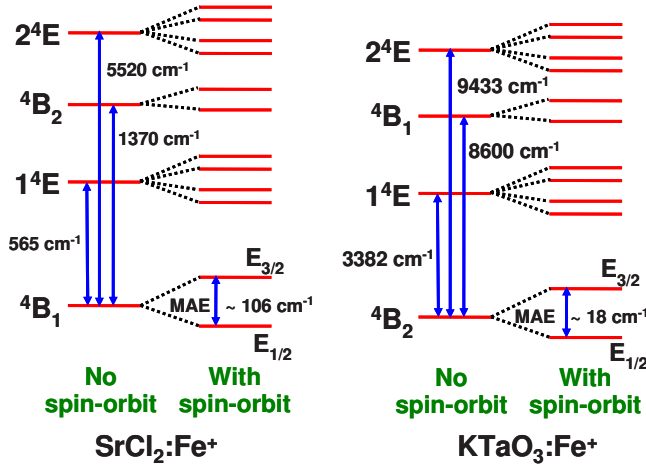 2⁴E
5520 cm⁻¹
⁴B₂
1370 cm⁻¹
1⁴E
565 cm⁻¹
E₃/₂
MAE ~ 106 cm⁻¹
⁴B₁
E₁/₂
No spin-orbit
With spin-orbit
SrCl₂:Fe⁺
2⁴E
9433 cm⁻¹
⁴B₁
8600 cm⁻¹
1⁴E
3382 cm⁻¹
E₃/₂
MAE ~ 18 cm⁻¹
⁴B₂
E₁/₂
No spin-orbit
With spin-orbit
KTaO₃:Fe⁺